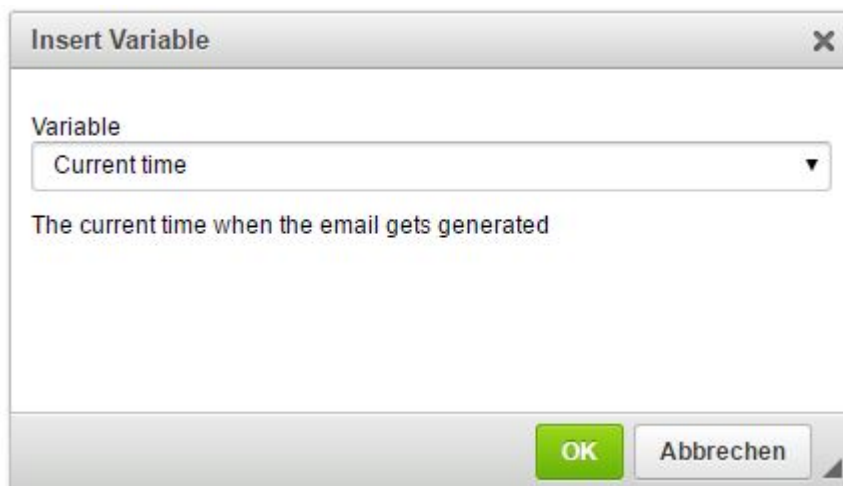 Insert Variable
Variable
Current time
The current time when the email gets generated
OK
Abbrechen